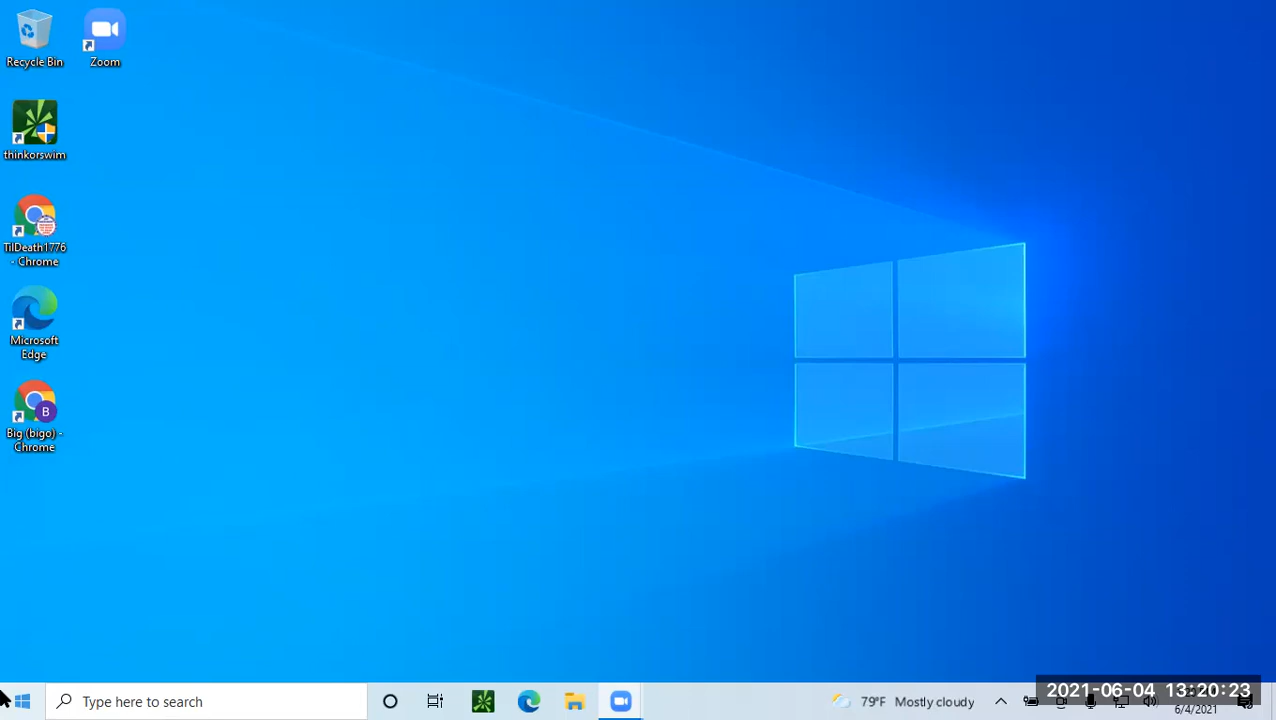 Recycle Bin
Zoom
thinkorswim
TilDeath1776
- Chrome
Microsoft
Edge
B
Big (bigo) -
Chrome
Type here to search
79°F Mostly cloudy
2021-06-04 13:20:23
6/4/2021